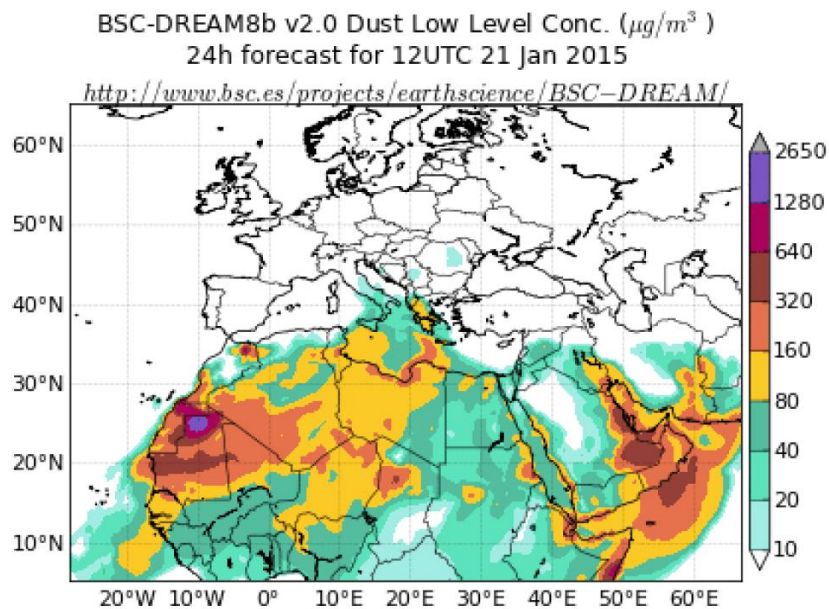 BSC-DREAM8b v2.0 Dust Low Level Conc. (μg/m³ )
24h forecast for 12UTC 21 Jan 2015
http://www.bsc.es/projects/earthscience/BSC−DREAM/
60°N
50°N
40°N
30°N
20°N
10°N
20°W 10°W 0° 10°E 20°E 30°E 40°E 50°E 60°E
2650
1280
640
320
160
80
40
20
10